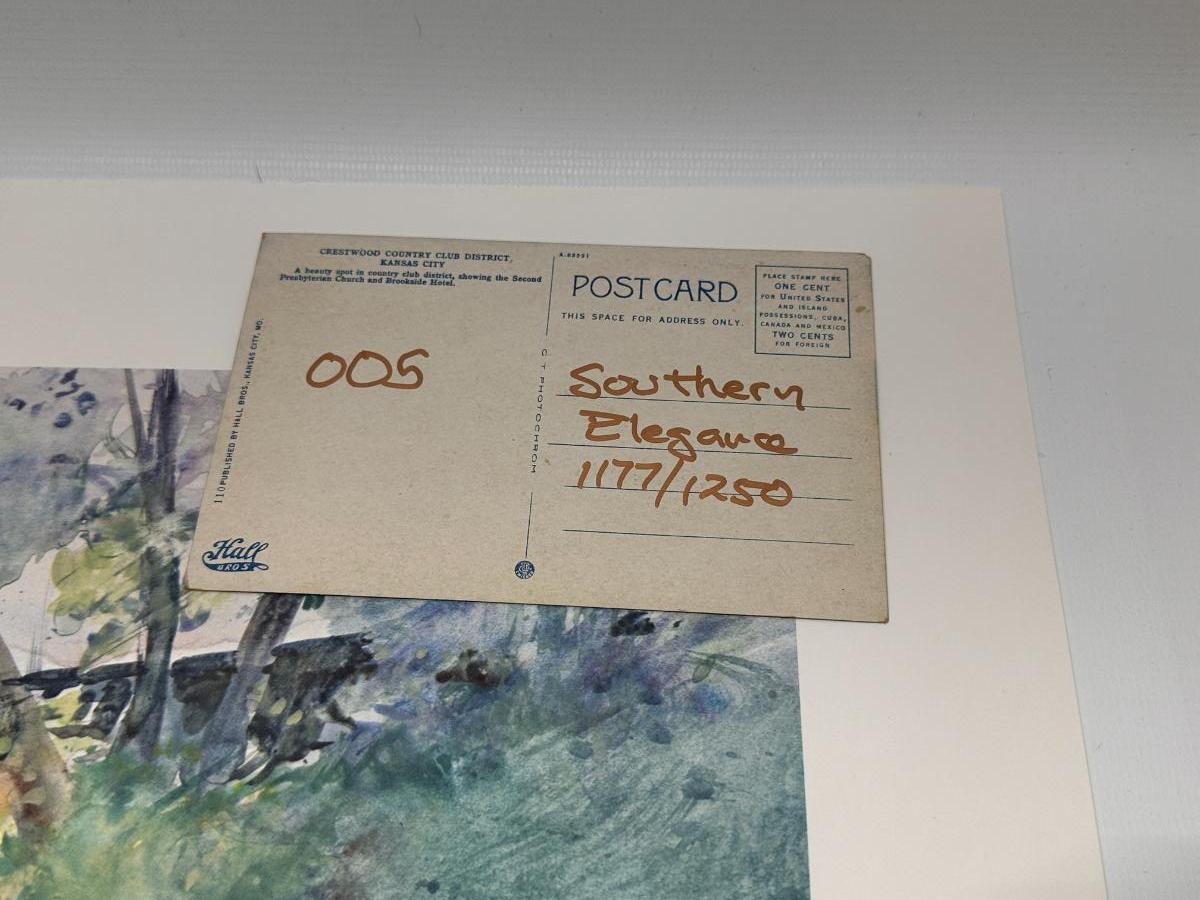 CRESTWOOD COUNTRY CLUB DISTRICT,
KANSAS CITY
A beauty spot in country club district, showing the Second
Presbyterian Church and Brookside Hotel.
110 PUBLISHED BY HALL BROS., KANSAS CITY, MO.
005
Hall
BROS
C T PHOTOCHROM
POST CARD
THIS SPACE FOR ADDRESS ONLY.
PLACE STAMP HERE
ONE CENT
FOR UNITED STATES
AND ISLAND
POSSESSIONS, CUBA,
CANADA AND MEXICO
TWO CENTS
FOR FOREIGN
Southern
Elegance
1177/1250